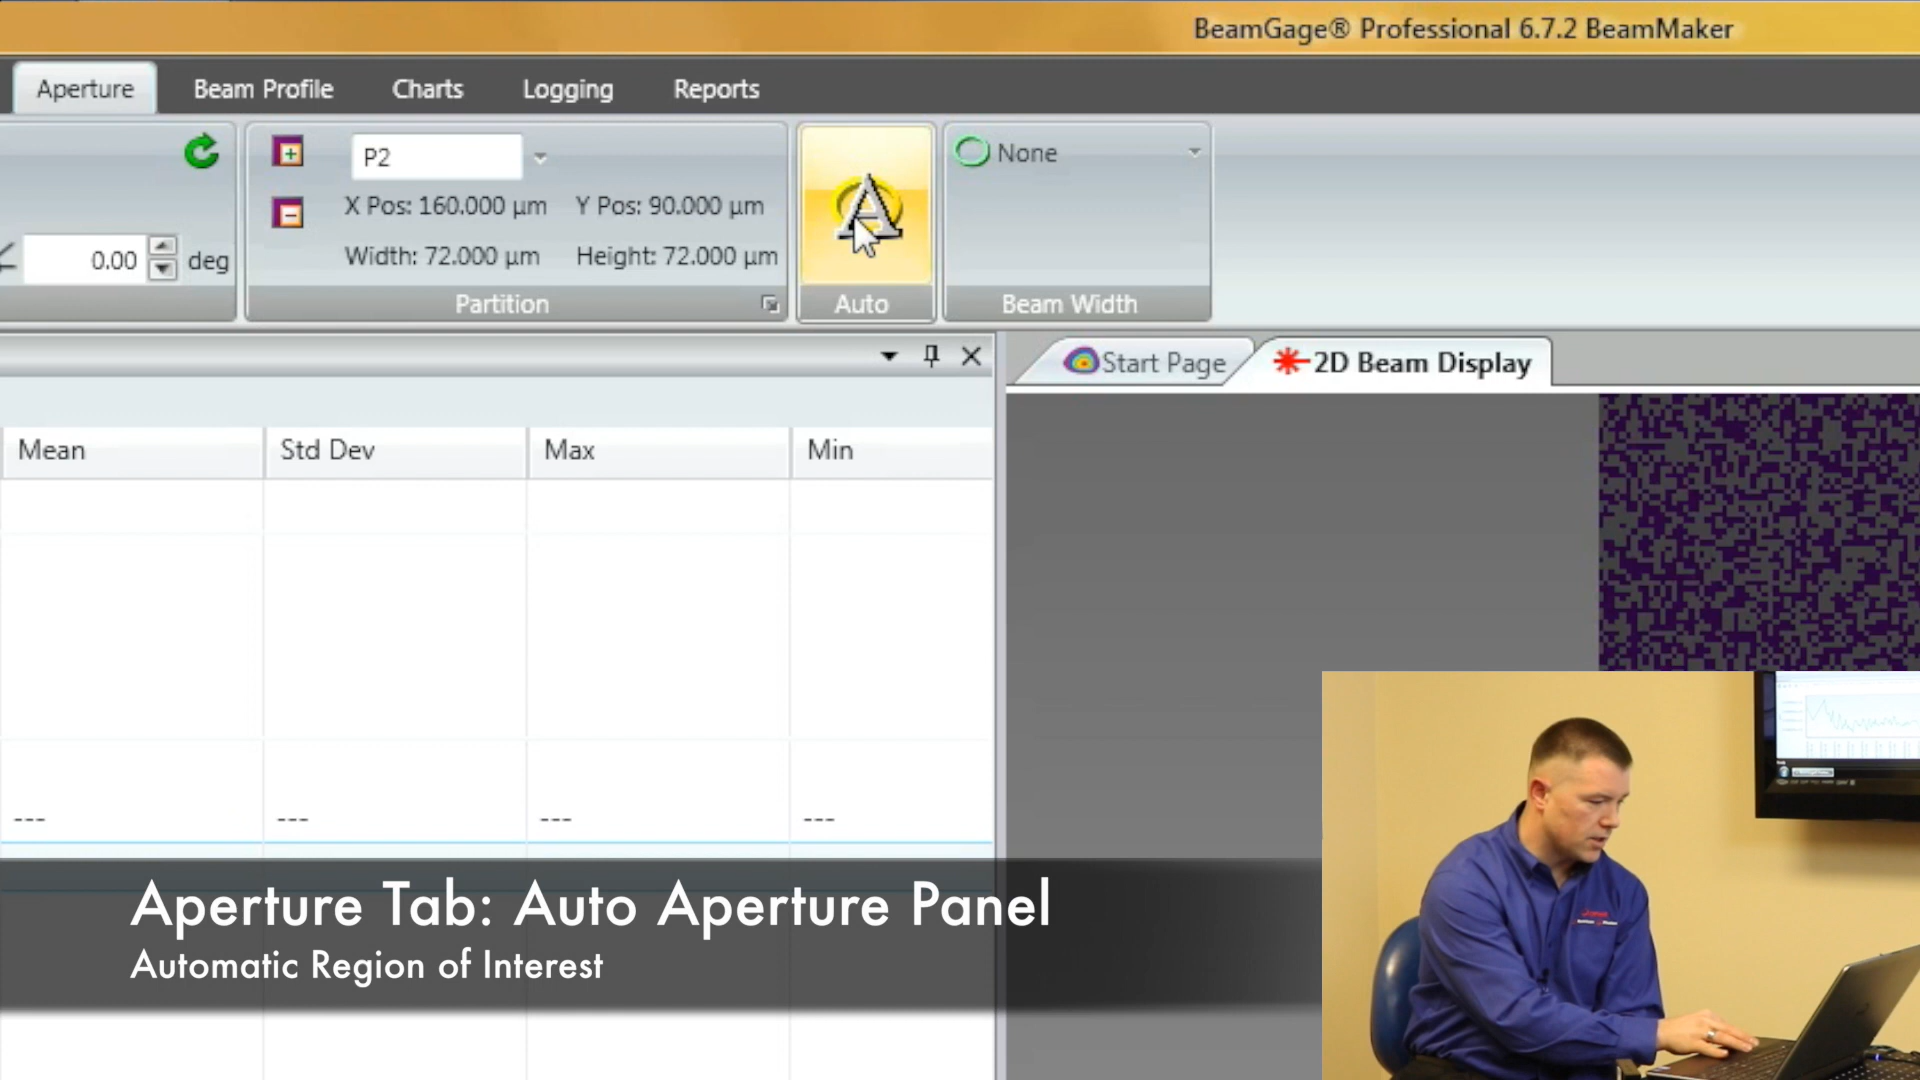 BeamGage® Professional 6.7.2 BeamMaker
Aperture
Beam Profile
Charts
Logging
Reports
P2
X Pos: 160.000 µm
Y Pos: 90.000 µm
0.00
deg
Width: 72.000 µm
Height: 72.000 µm
Partition
A
Auto
None
Beam Width
Start Page
2D Beam Display
Mean
Std Dev
Max
Min
---
---
---
---
Aperture Tab: Auto Aperture Panel
Automatic Region of Interest